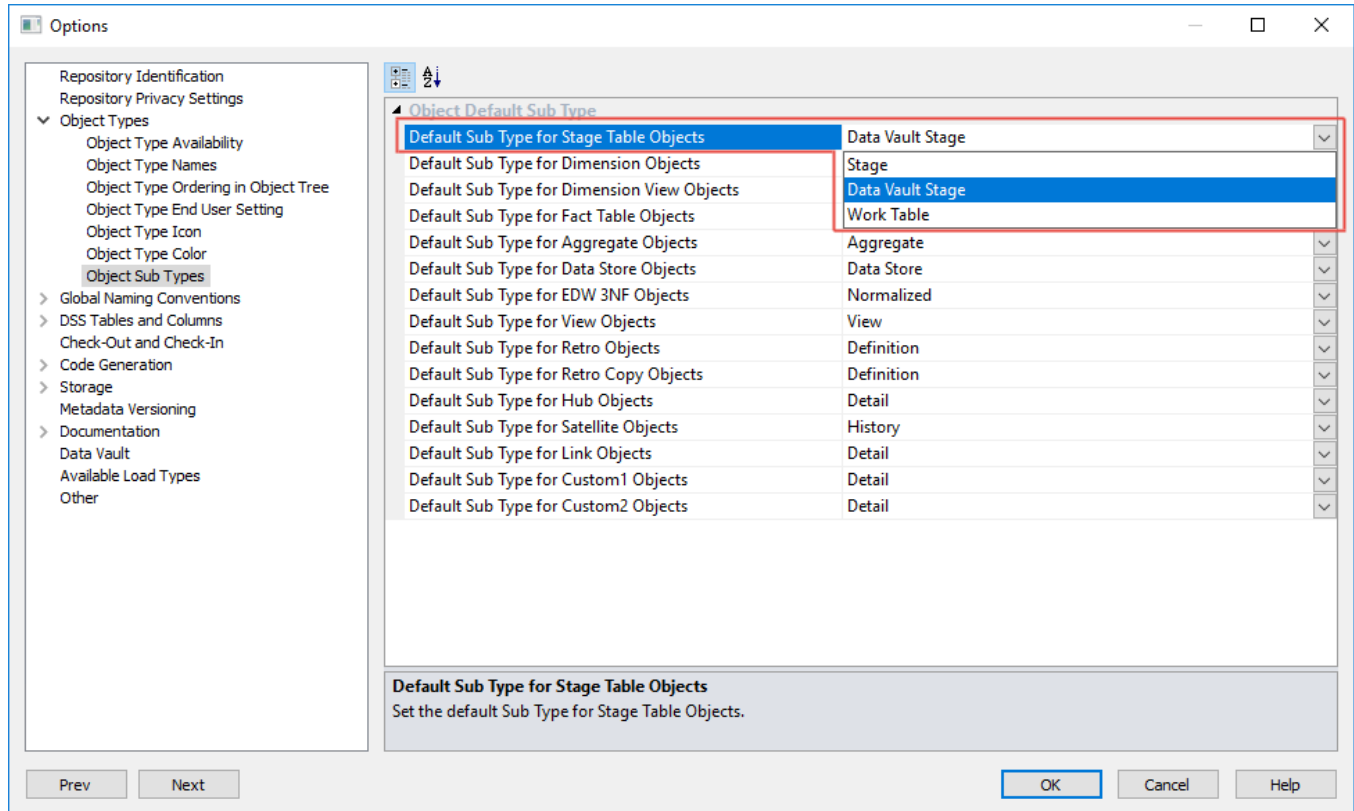 Options
Repository Identification
Repository Privacy Settings
Object Types
Object Type Availability
Object Type Names
Object Type Ordering in Object Tree
Object Type End User Setting
Object Type Icon
Object Type Color
Object Sub Types
Global Naming Conventions
DSS Tables and Columns
Check-Out and Check-In
Code Generation
Storage
Metadata Versioning
Documentation
Data Vault
Available Load Types
Other
Object Default Sub Type
Default Sub Type for Stage Table Objects Data Vault Stage
Default Sub Type for Dimension Objects Stage
Default Sub Type for Dimension View Objects Data Vault Stage
Default Sub Type for Fact Table Objects Work Table
Default Sub Type for Aggregate Objects Aggregate
Default Sub Type for Data Store Objects Data Store
Default Sub Type for EDW 3NF Objects Normalized
Default Sub Type for View Objects View
Default Sub Type for Retro Objects Definition
Default Sub Type for Retro Copy Objects Definition
Default Sub Type for Hub Objects Detail
Default Sub Type for Satellite Objects History
Default Sub Type for Link Objects Detail
Default Sub Type for Custom1 Objects Detail
Default Sub Type for Custom2 Objects Detail
Default Sub Type for Stage Table Objects
Set the default Sub Type for Stage Table Objects.
Prev Next OK Cancel Help